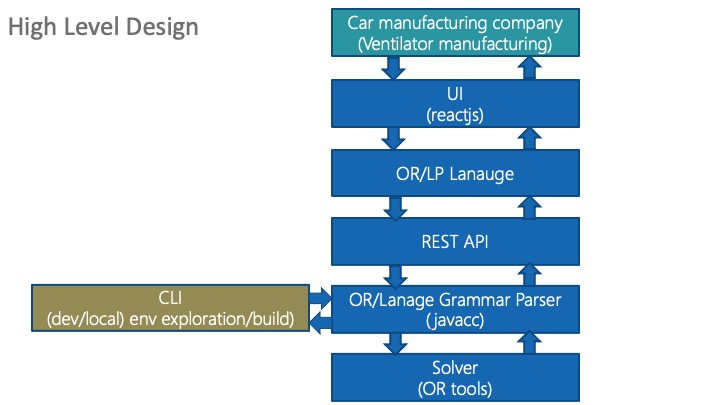 High Level Design
Car manufacturing company
(Ventilator manufacturing)
UI
(reactjs)
OR/LP Lanauge
REST API
CLI
(dev/local) env exploration/build)
OR/Lanage Grammar Parser
(javacc)
Solver
(OR tools)